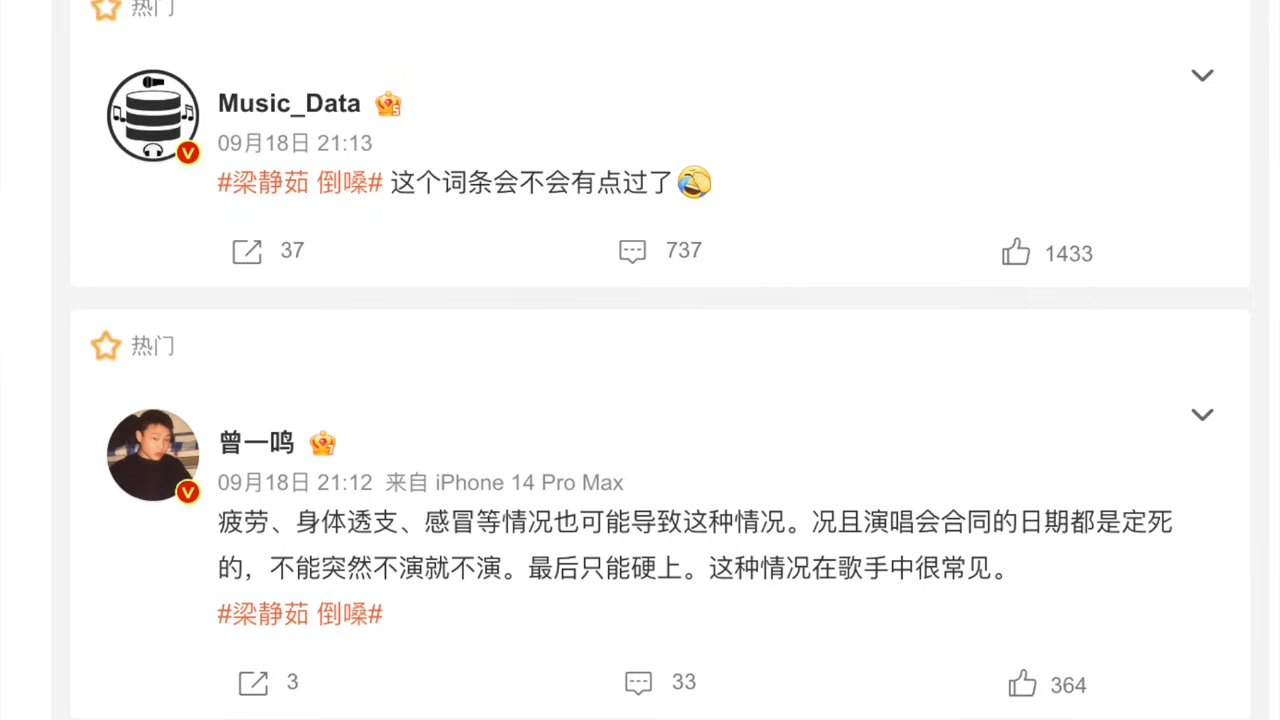 热门
Music_Data
09月18日 21:13
#梁静茹 倒嗓# 这个词条会不会有点过了
37
737
1433
热门
曾一鸣
09月18日 21:12 来自 iPhone 14 Pro Max
疲劳、身体透支、感冒等情况也可能导致这种情况。况且演唱会合同的日期都是定死
的，不能突然不演就不演。最后只能硬上。这种情况在歌手中很常见。
#梁静茹 倒嗓#
3
33
364